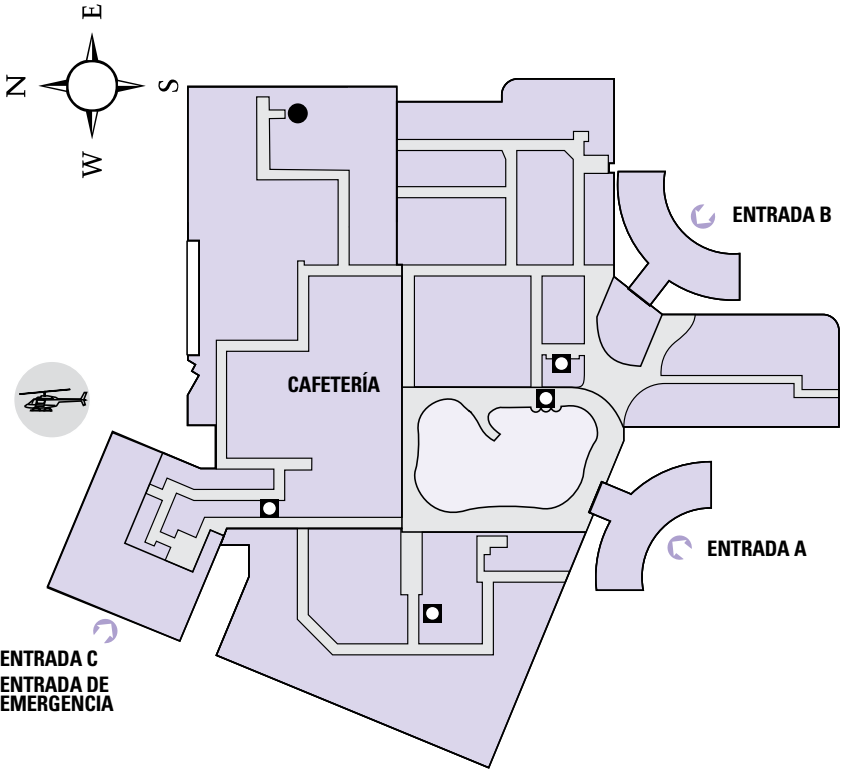 E
N
S
W
ENTRADA B
CAFETERÍA
ENTRADA A
ENTRADA C
ENTRADA DE
EMERGENCIA